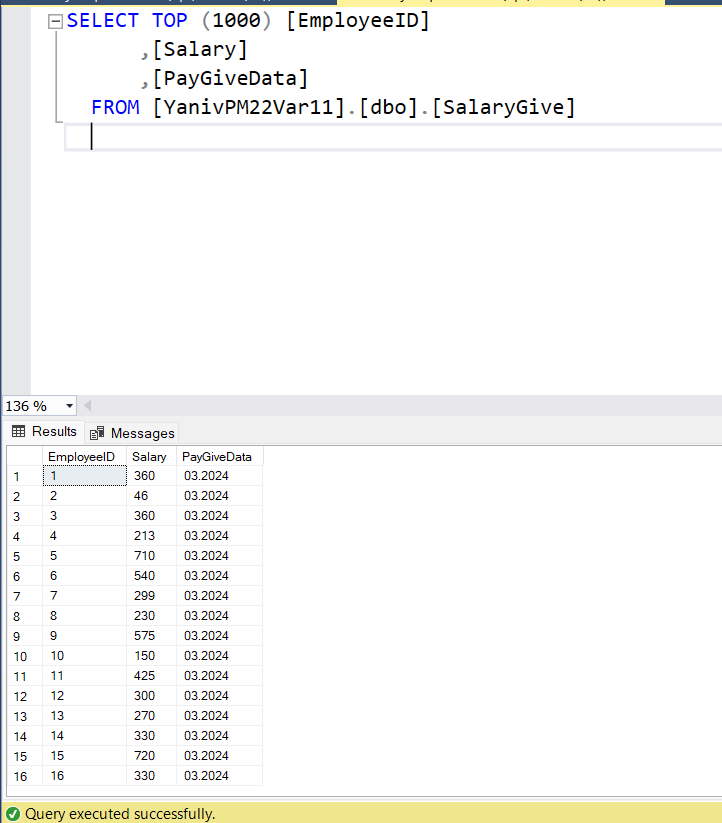 SELECT TOP (1000) [EmployeeID]
,[Salary]
,[PayGiveData]
FROM [YanivPM22Var11].[dbo].[SalaryGive]
136 %
Results Messages
EmployeeID Salary PayGiveData
1 1 360 03.2024
2 2 46 03.2024
3 3 360 03.2024
4 4 213 03.2024
5 5 710 03.2024
6 6 540 03.2024
7 7 299 03.2024
8 8 230 03.2024
9 9 575 03.2024
10 10 150 03.2024
11 11 425 03.2024
12 12 300 03.2024
13 13 270 03.2024
14 14 330 03.2024
15 15 720 03.2024
16 16 330 03.2024
Query executed successfully.